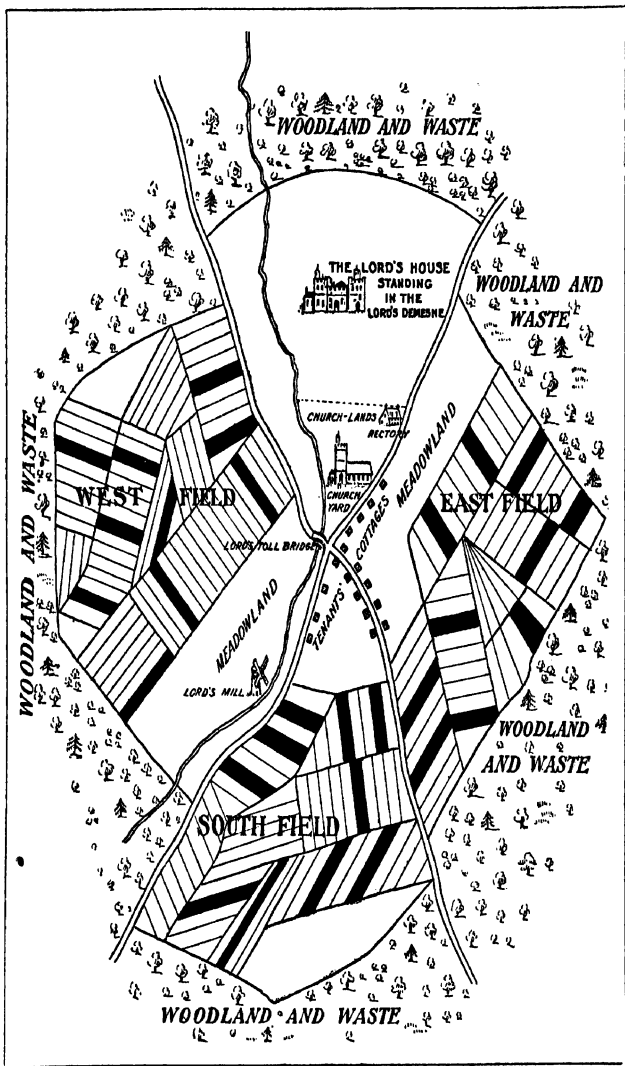 WOODLAND AND WASTE
THE LORD'S HOUSE
STANDING
IN THE
LORD'S DEMESNE
WOODLAND AND
WASTE
CHURCH-LANDS
RECTORY
MEADOWLAND
WOODLAND AND WASTE
WEST FIELD
CHURCH
YARD
EAST FIELD
LORD'S TOLL BRIDGE
COTTAGES
TENANTS
MEADOWLAND
LORD'S MILL
WOODLAND
AND WASTE
SOUTH FIELD
WOODLAND AND WASTE